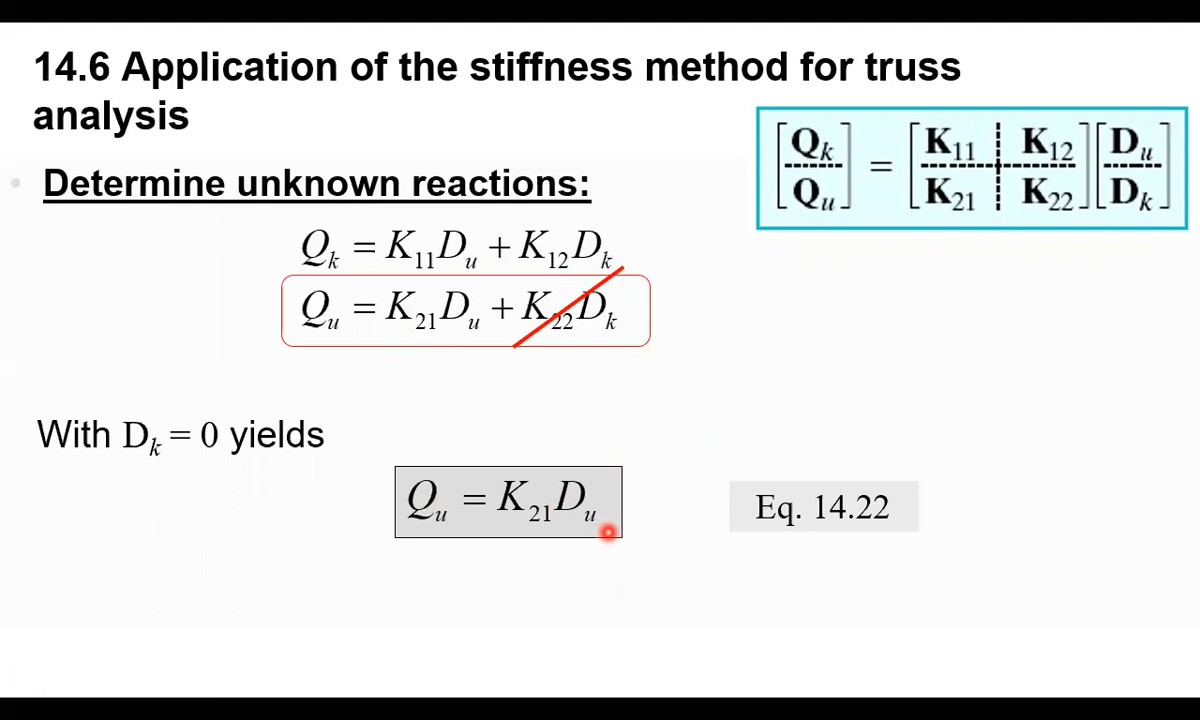 14.6 Application of the stiffness method for truss
analysis
[Q_k / Q_u] = [K_11 K_12 / K_21 K_22] [D_u / D_k]
• Determine unknown reactions:
Q_k = K_11 D_u + K_12 D_k
Q_u = K_21 D_u + K_22 D_k
With D_k = 0 yields
Q_u = K_21 D_u
Eq. 14.22